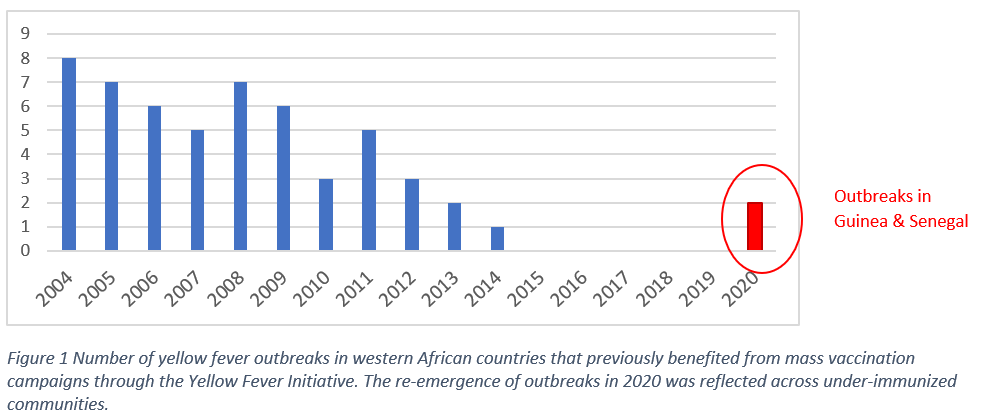 9
8
7
6
5
4
3
2
1
0
2004 2005 2006 2007 2008 2009 2010 2011 2012 2013 2014 2015 2016 2017 2018 2019 2020
Outbreaks in
Guinea & Senegal
Figure 1 Number of yellow fever outbreaks in western African countries that previously benefited from mass vaccination
campaigns through the Yellow Fever Initiative. The re-emergence of outbreaks in 2020 was reflected across under-immunized
communities.